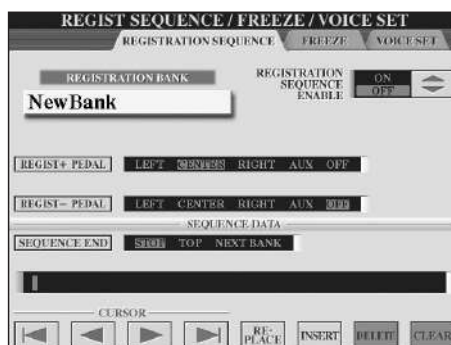 REGIST SEQUENCE / FREEZE / VOICE SET
REGISTRATION SEQUENCE FREEZE VOICE SET
REGISTRATION BANK
NewBank
REGISTRATION
SEQUENCE
ENABLE
ON
OFF
REGIST+ PEDAL LEFT CENTER RIGHT AUX OFF
REGIST– PEDAL LEFT CENTER RIGHT AUX OFF
SEQUENCE DATA
SEQUENCE END STOP TOP NEXT BANK
CURSOR
RE-
PLACE
INSERT DELETE CLEAR